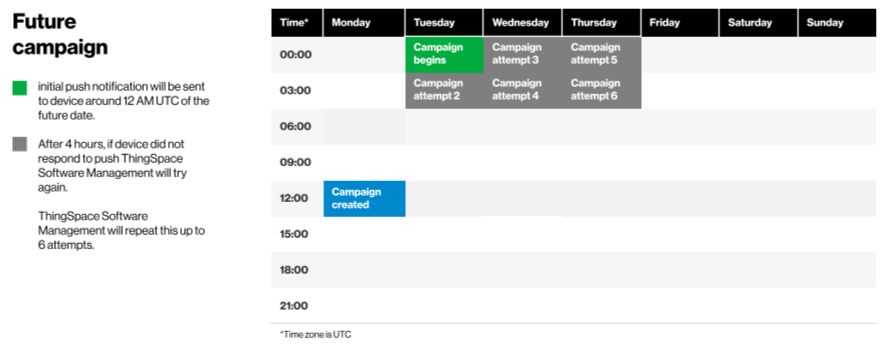 Future
campaign
initial push notification will be sent
to device around 12 AM UTC of the
future date.
After 4 hours, if device did not
respond to push ThingSpace
Software Management will try
again.
ThingSpace Software
Management will repeat this up to
6 attempts.
Time* Monday Tuesday Wednesday Thursday Friday Saturday Sunday
00:00 Campaign begins Campaign attempt 3 Campaign attempt 5
03:00 Campaign attempt 2 Campaign attempt 4 Campaign attempt 6
06:00
09:00
12:00 Campaign created
15:00
18:00
21:00
*Time zone is UTC